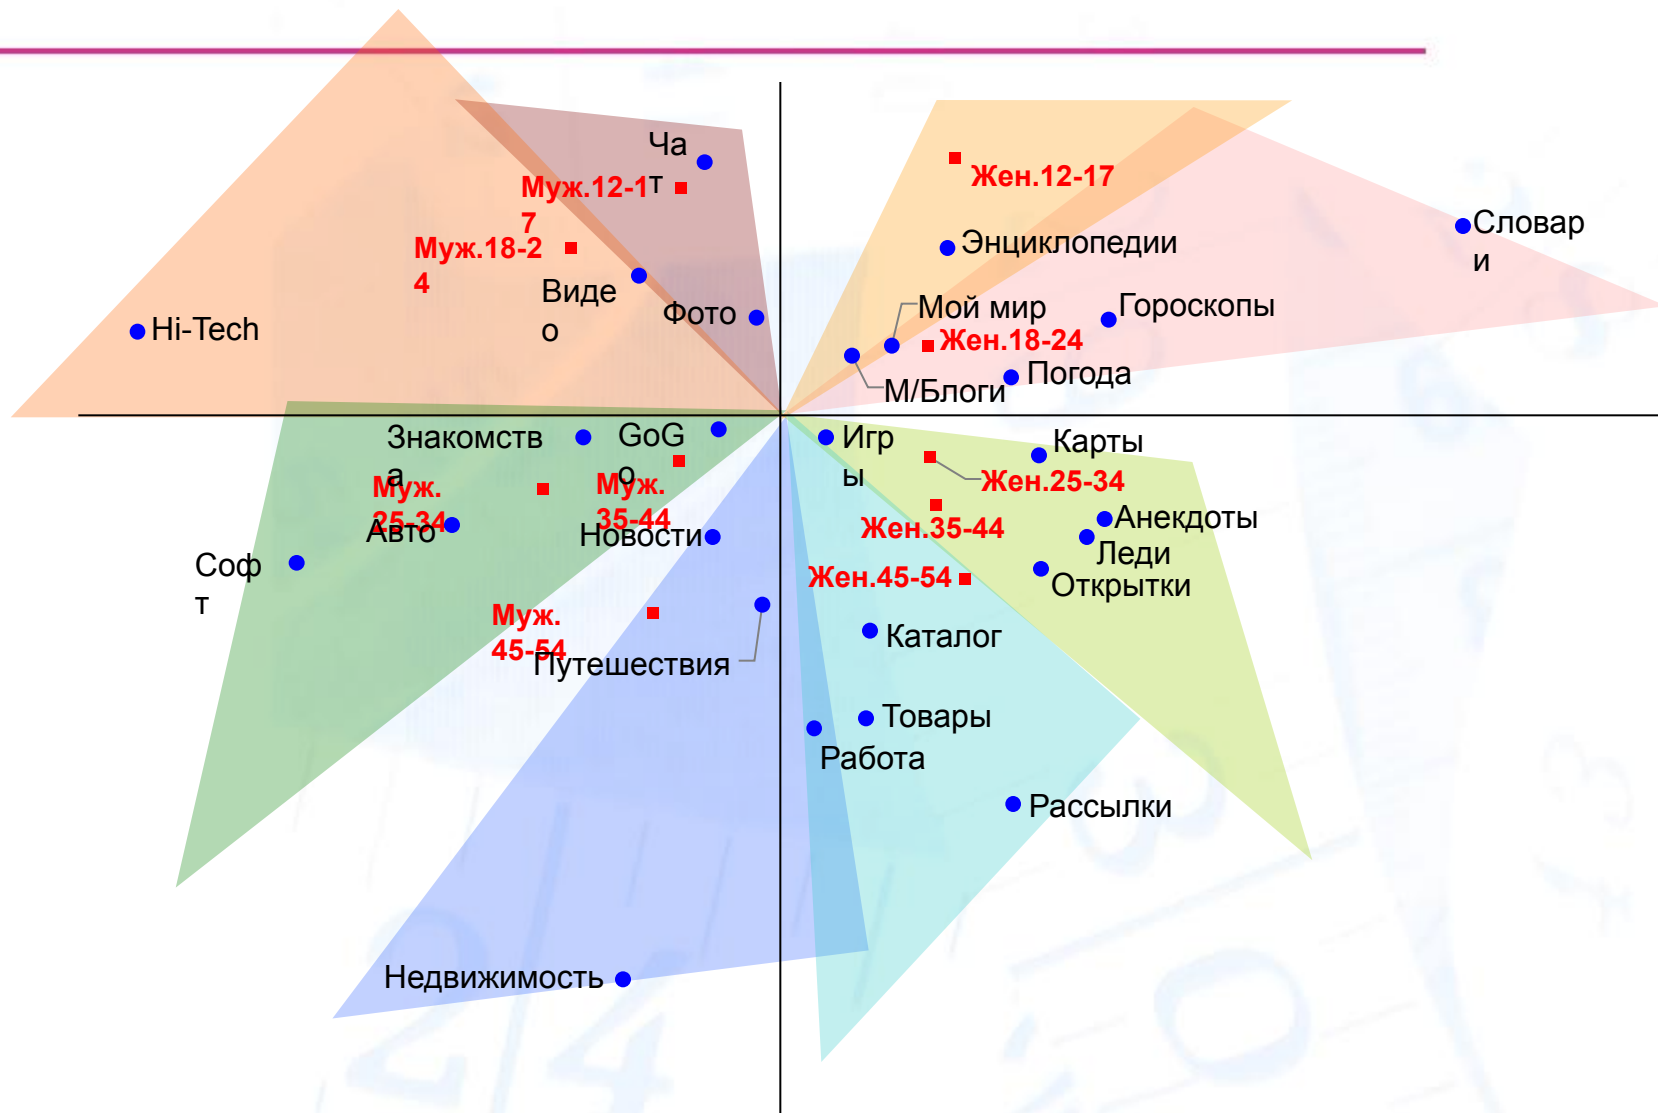 Ча
т
Муж.12-1
7
Жен.12-17
Муж.18-2
4
Энциклопедии
Словар
и
Виде
о
Фото
Мой мир
Гороскопы
Hi-Tech
Жен.18-24
М/Блоги
Погода
Знакомств
а
GoG
o
Игр
ы
Карты
Муж.
25-34
Муж.
35-44
Жен.25-34
Авто
Новости
Жен.35-44
Анекдоты
Леди
Соф
т
Жен.45-54
Открытки
Муж.
45-54
Путешествия
Каталог
Товары
Работа
Рассылки
Недвижимость